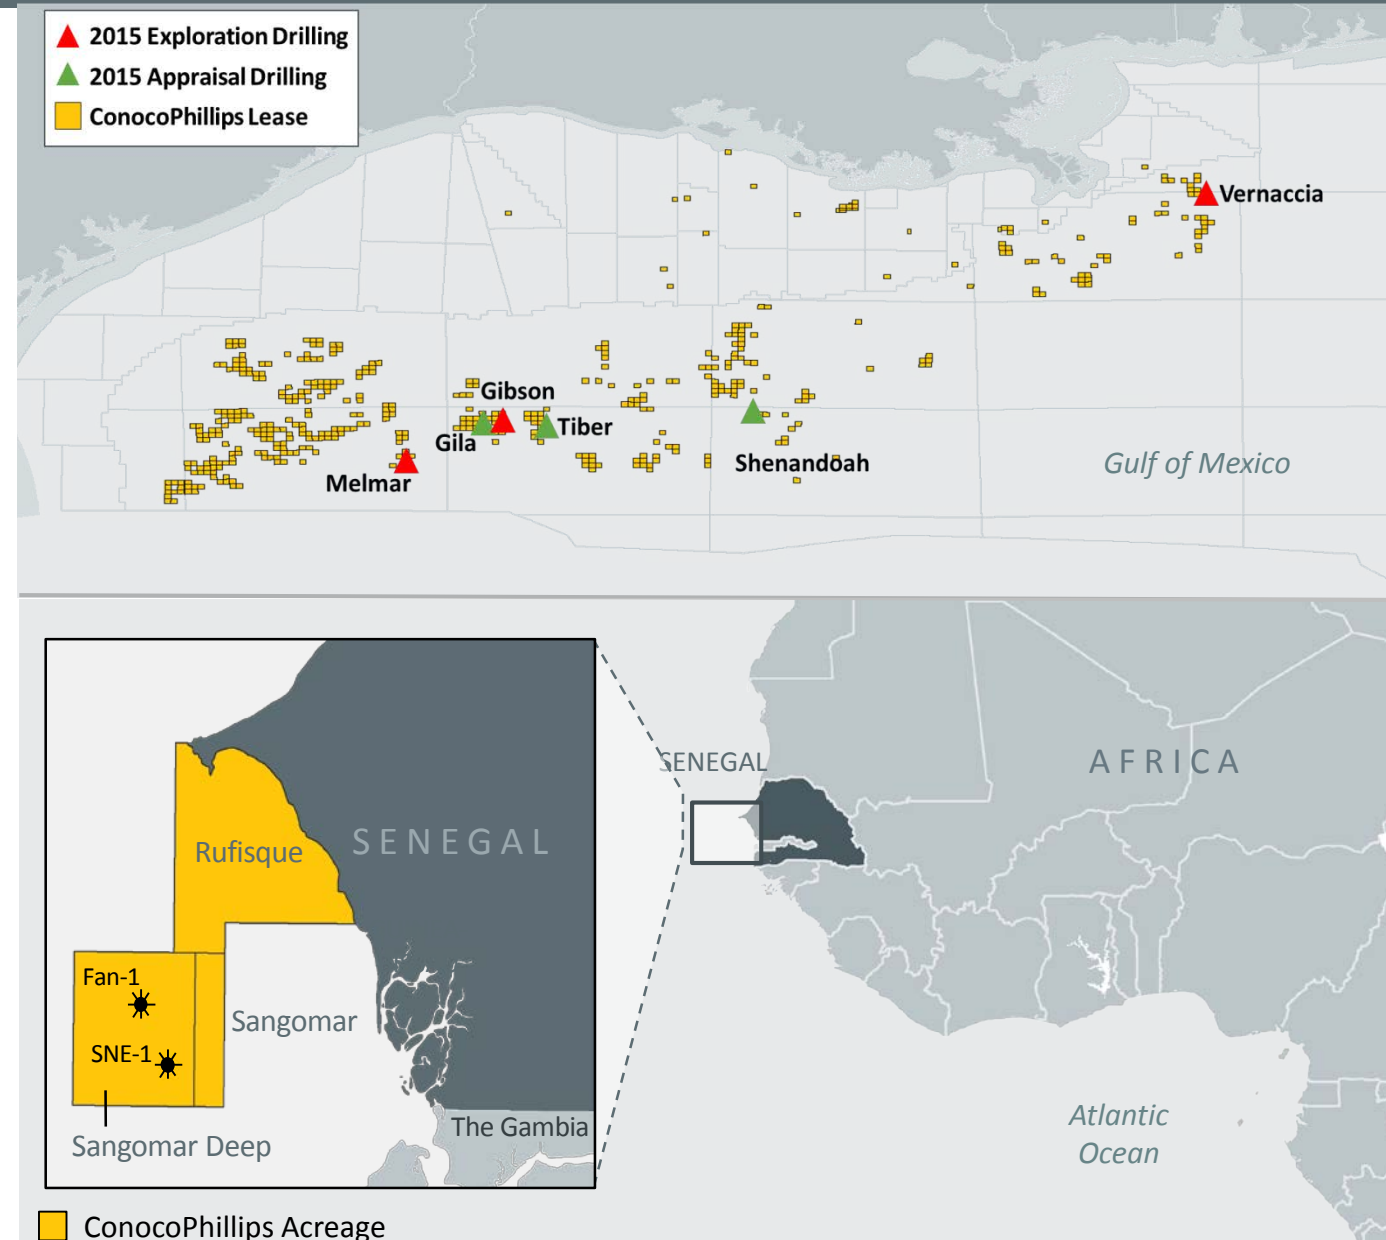 2015 Exploration Drilling
2015 Appraisal Drilling
ConocoPhillips Lease
Vernaccia
Gibson
Gila
Tiber
Melmar
Shenandoah
Gulf of Mexico
SENEGAL
AFRICA
Rufisque
SENEGAL
Fan-1
SNE-1
Sangomar
Sangomar Deep
The Gambia
Atlantic
Ocean
ConocoPhillips Acreage